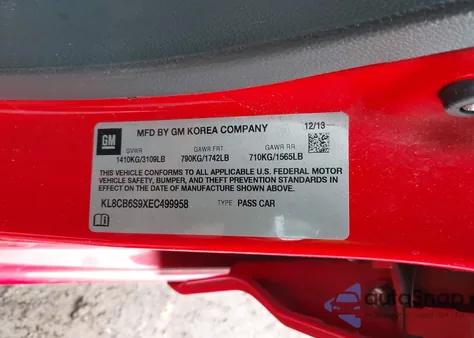 GM
MFD BY GM KOREA COMPANY 12/13
GVWR GAWR FRT. GAWR RR.
1410KG/3109LB 790KG/1742LB 710KG/1565LB
THIS VEHICLE CONFORMS TO ALL APPLICABLE U.S. FEDERAL MOTOR
VEHICLE SAFETY, BUMPER, AND THEFT PREVENTION STANDARDS IN
EFFECT ON THE DATE OF MANUFACTURE SHOWN ABOVE.
KL8CB6S9XEC499958 TYPE: PASS CAR
autosnap